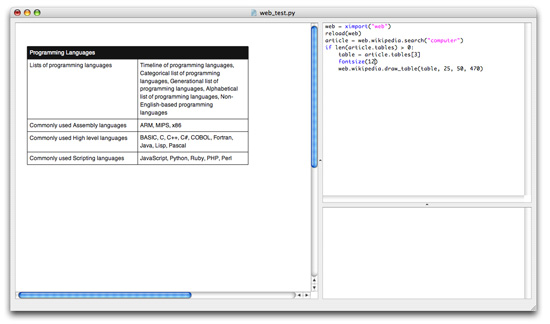 web_test.py
Programming Languages
Lists of programming languages
Timeline of programming languages,
Categorical list of programming
languages, Generational list of
programming languages, Alphabetical
list of programming languages, Non-
English-based programming
languages
Commonly used Assembly languages
ARM, MIPS, x86
Commonly used High level languages
BASIC, C, C++, C#, COBOL, Fortran,
Java, Lisp, Pascal
Commonly used Scripting languages
JavaScript, Python, Ruby, PHP, Perl
web = ximport("web")
reload(web)
article = web.wikipedia.search("computer")
if len(article.tables) > 0:
    table = article.tables[3]
    fontsize(12)
    web.wikipedia.draw_table(table, 25, 50, 470)